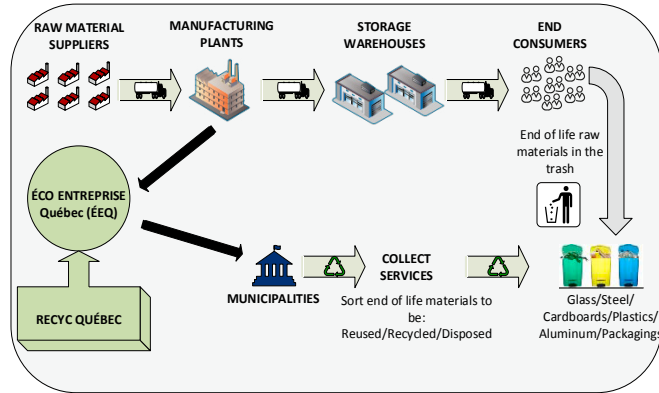 RAW MATERIAL
SUPPLIERS
MANUFACTURING
PLANTS
STORAGE
WAREHOUSES
END
CONSUMERS
End of life raw
materials in the
trash
ÉCO ENTREPRISE
Québec (ÉEQ)
RECYC QUÉBEC
MUNICIPALITIES
COLLECT
SERVICES
Sort end of life materials to
be:
Reused/Recycled/Disposed
Glass/Steel/
Cardboards/Plastics/
Aluminum/Packagings